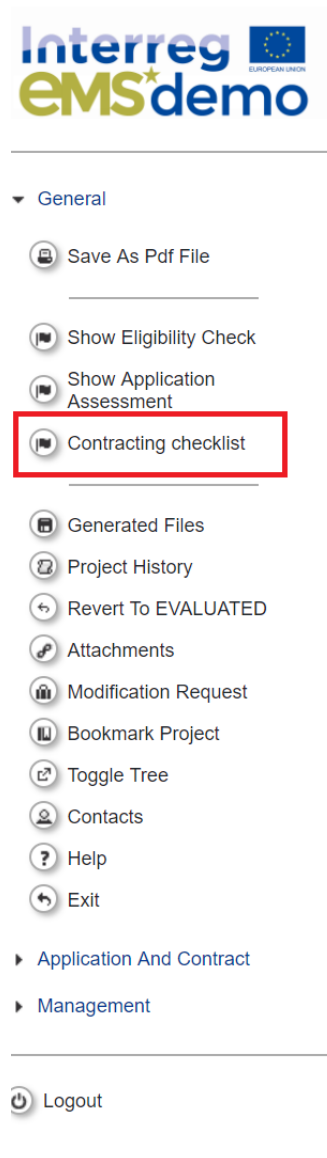 Interreg
EUROPEAN UNION
eMS demo
General
Save As Pdf File
Show Eligibility Check
Show Application
Assessment
Contracting checklist
Generated Files
Project History
Revert To EVALUATED
Attachments
Modification Request
Bookmark Project
Toggle Tree
Contacts
Help
Exit
Application And Contract
Management
Logout